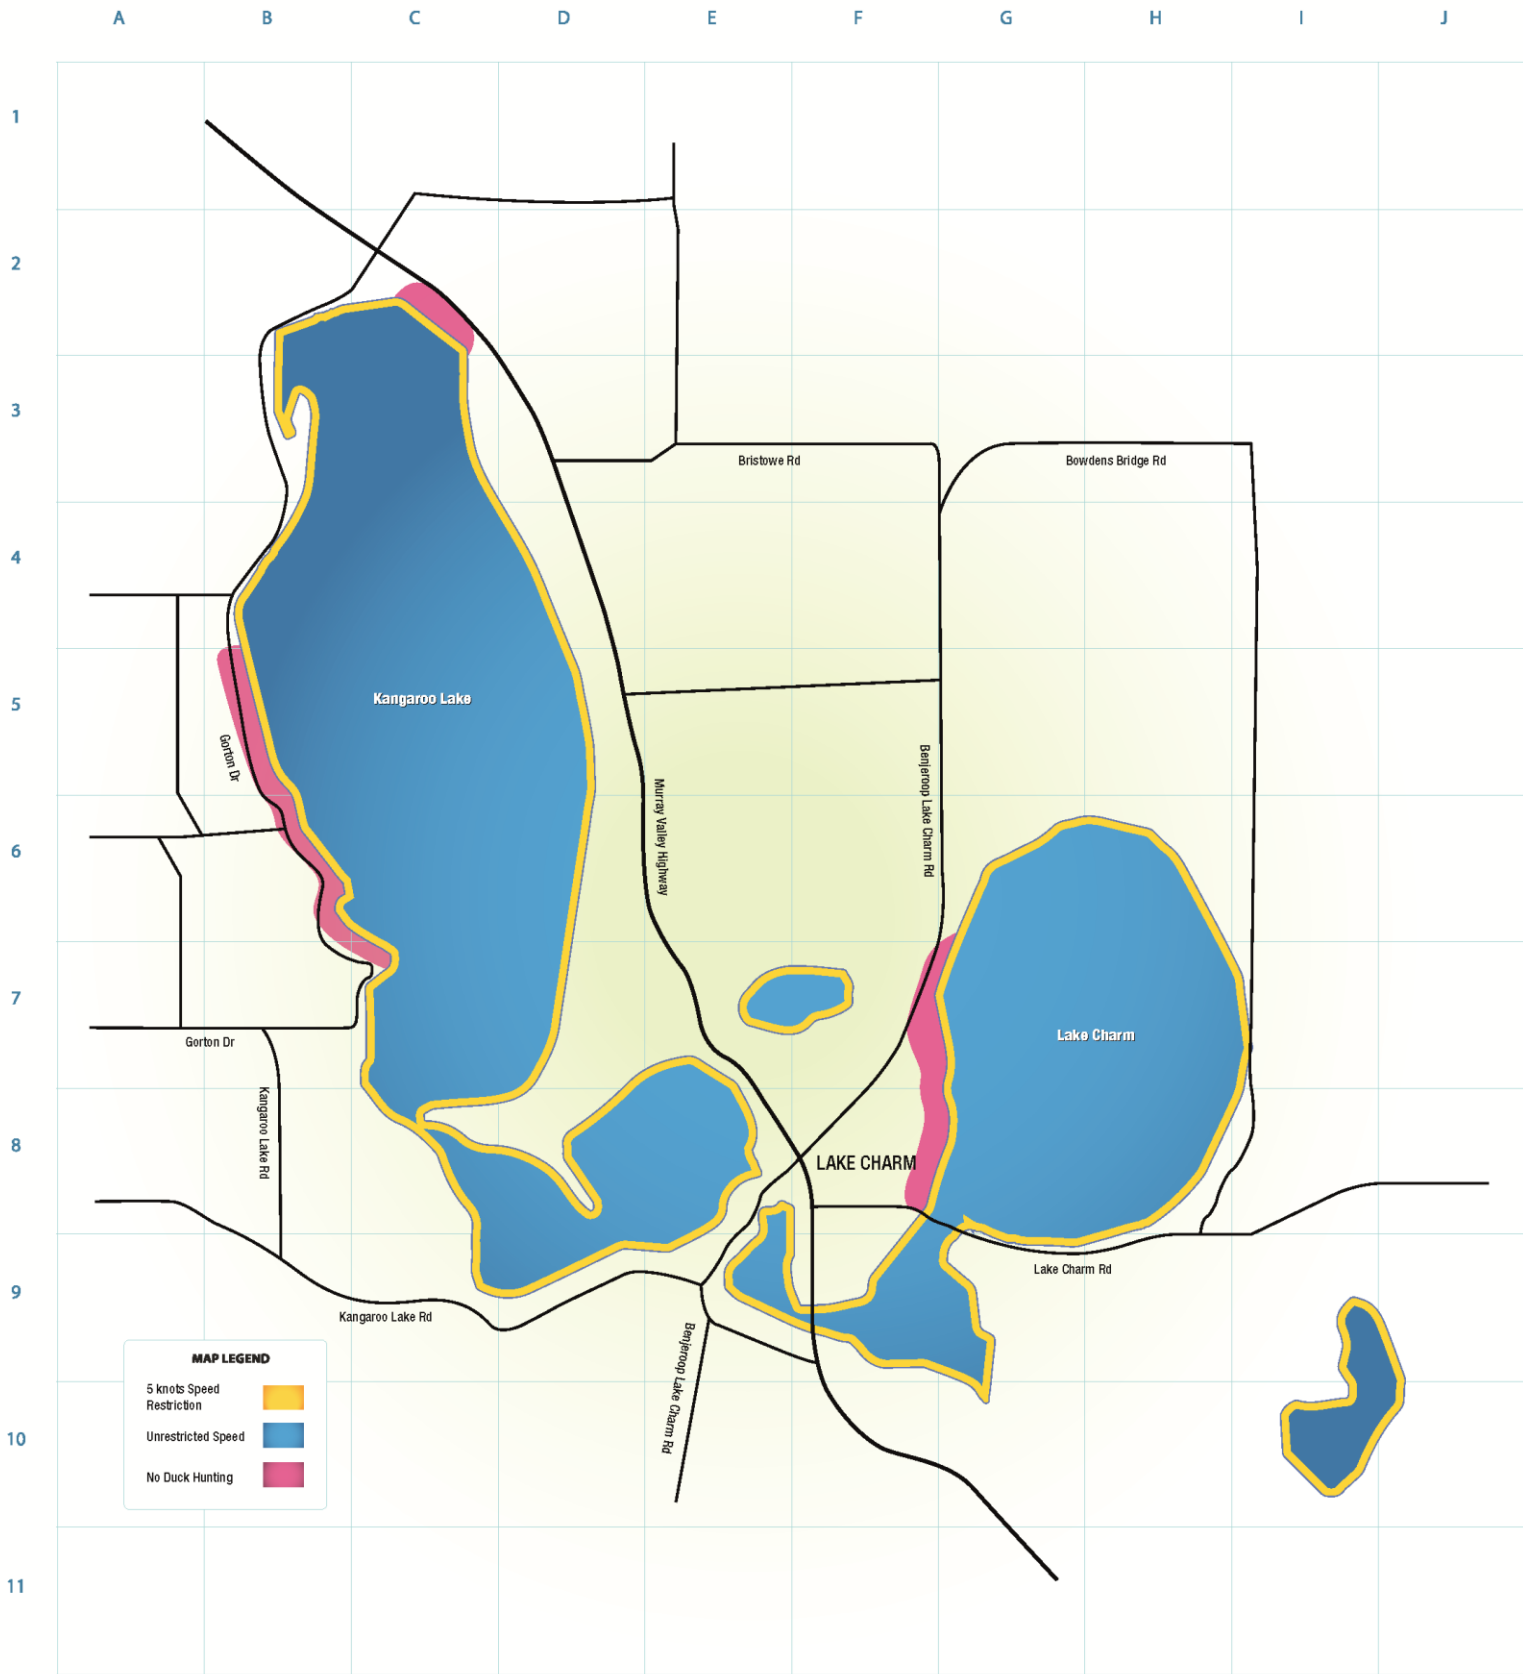 A B C D E F G H I J
1
2
3
Bristowe Rd
Bowdens Bridge Rd
4
5
Kangaroo Lake
Gorton Dr
Murray Valley Highway
Benjeroop Lake Charm Rd
6
7
Gorton Dr
Lake Charm
Kangaroo Lake Rd
8
LAKE CHARM
Lake Charm Rd
9
Kangaroo Lake Rd
Benjeroop Lake Charm Rd
MAP LEGEND
5 knots Speed
Restriction
Unrestricted Speed
No Duck Hunting
10
11